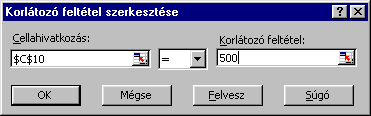 Korlátozó feltétel szerkesztése
Cellahivatkozás:
Korlátozó feltétel:
$C$10
=
500
OK
Mégse
Felvesz
Súgó